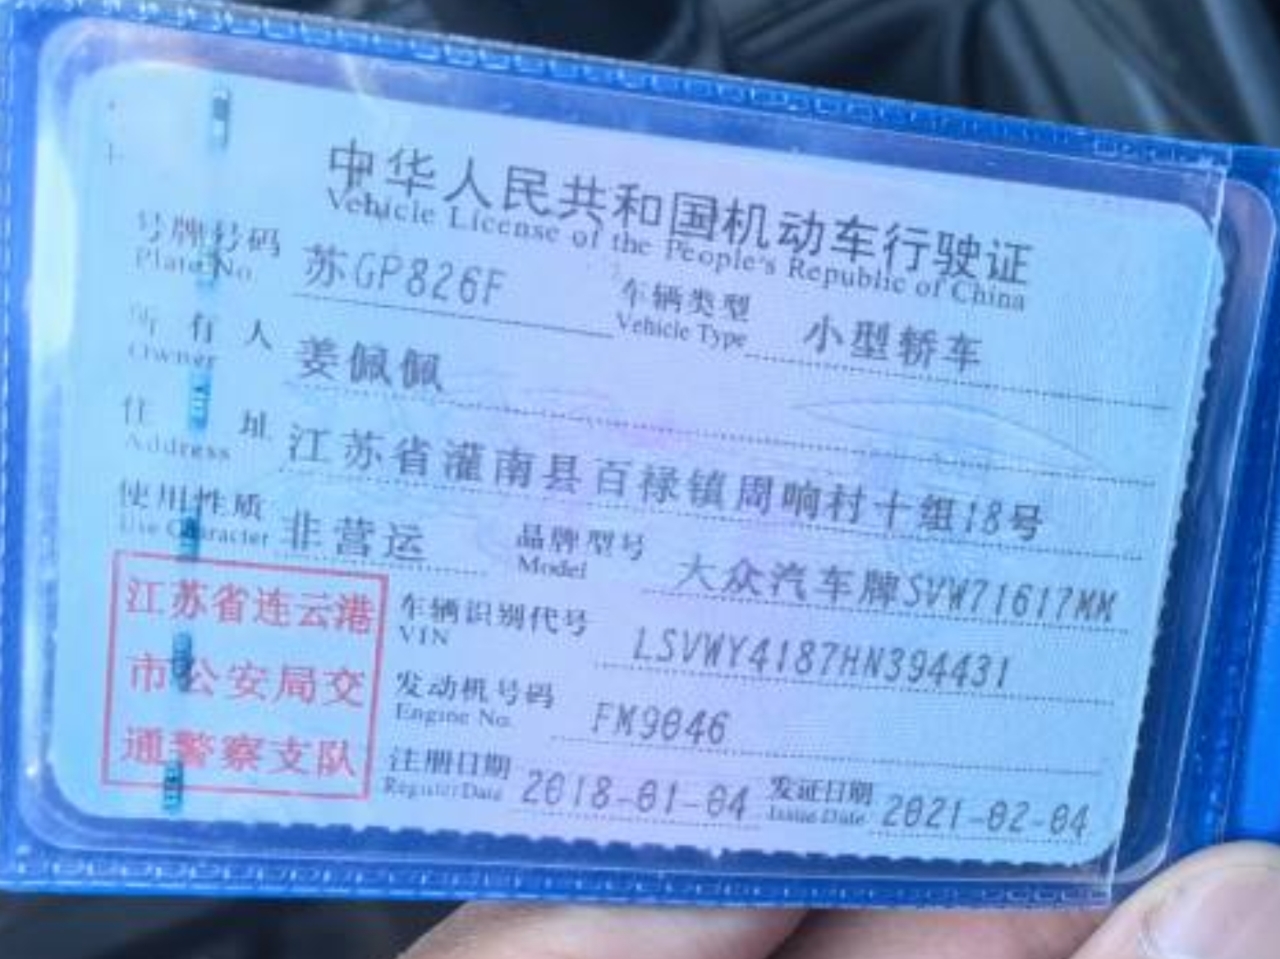 中华人民共和国机动车行驶证
Vehicle License of the People's Republic of China
号牌号码 苏GP826F 车辆类型 小型轿车
Plate No. Vehicle Type
所有人 姜佩佩
Owner
住址 江苏省灌南县百禄镇周响村十组18号
Address
使用性质 非营运 品牌型号 大众汽车牌SVW71617MM
Use Character Model
江苏省连云港
市公安局交
通警察支队
车辆识别代号 LSVWY4187HN394431
VIN
发动机号码 FM9046
Engine No.
注册日期 2018-01-04 发证日期 2021-02-04
Register Date Issue Date